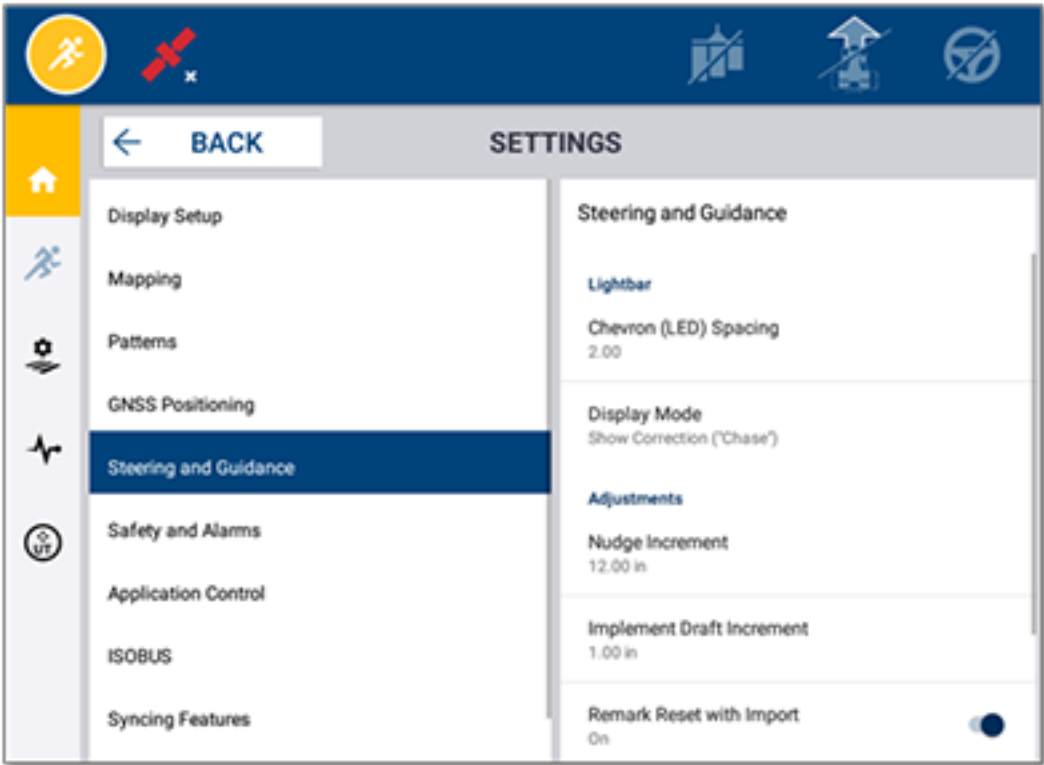 BACK
SETTINGS
Display Setup
Mapping
Patterns
GNSS Positioning
Steering and Guidance
Safety and Alarms
Application Control
ISOBUS
Syncing Features
UT
Steering and Guidance
Lightbar
Chevron (LED) Spacing
2.00
Display Mode
Show Correction ("Chase")
Adjustments
Nudge Increment
12.00 in
Implement Draft Increment
1.00 in
Remark Reset with Import
On